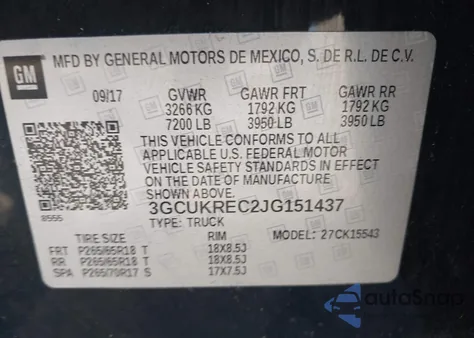 GM
MFD BY GENERAL MOTORS DE MEXICO, S. DE R.L. DE C.V.
09/17 GVWR GAWR FRT GAWR RR
3266 KG 1792 KG 1792 KG
7200 LB 3950 LB 3950 LB
THIS VEHICLE CONFORMS TO ALL
APPLICABLE U.S. FEDERAL MOTOR
VEHICLE SAFETY STANDARDS IN EFFECT
ON THE DATE OF MANUFACTURE SHOWN ABOVE.
8555 3GCUKREC2JG151437
TYPE: TRUCK
TIRE SIZE RIM MODEL: 27CK15543
FRT P265/65R18 T 18X8.5J
RR P265/65R18 T 18X8.5J
SPA P265/70R17 S 17X7.5J
autoSnap